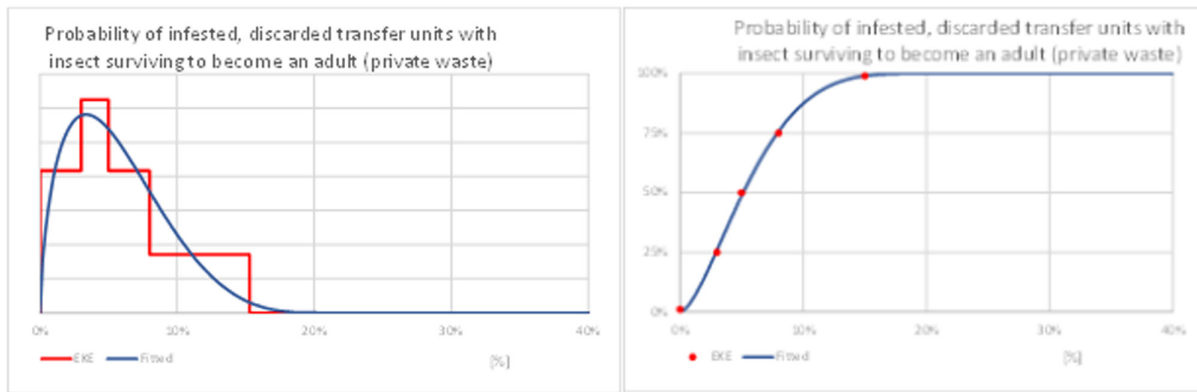 Probability of infested, discarded transfer units with
insect surviving to become an adult (private waste)
0% 10% 20% 30% 40%
EKE Fitted [%]
Probability of infested, discarded transfer units with
insect surviving to become an adult (private waste)
100%
75%
50%
25%
0%
0% 10% 20% 30% 40%
EKE Fitted [%]